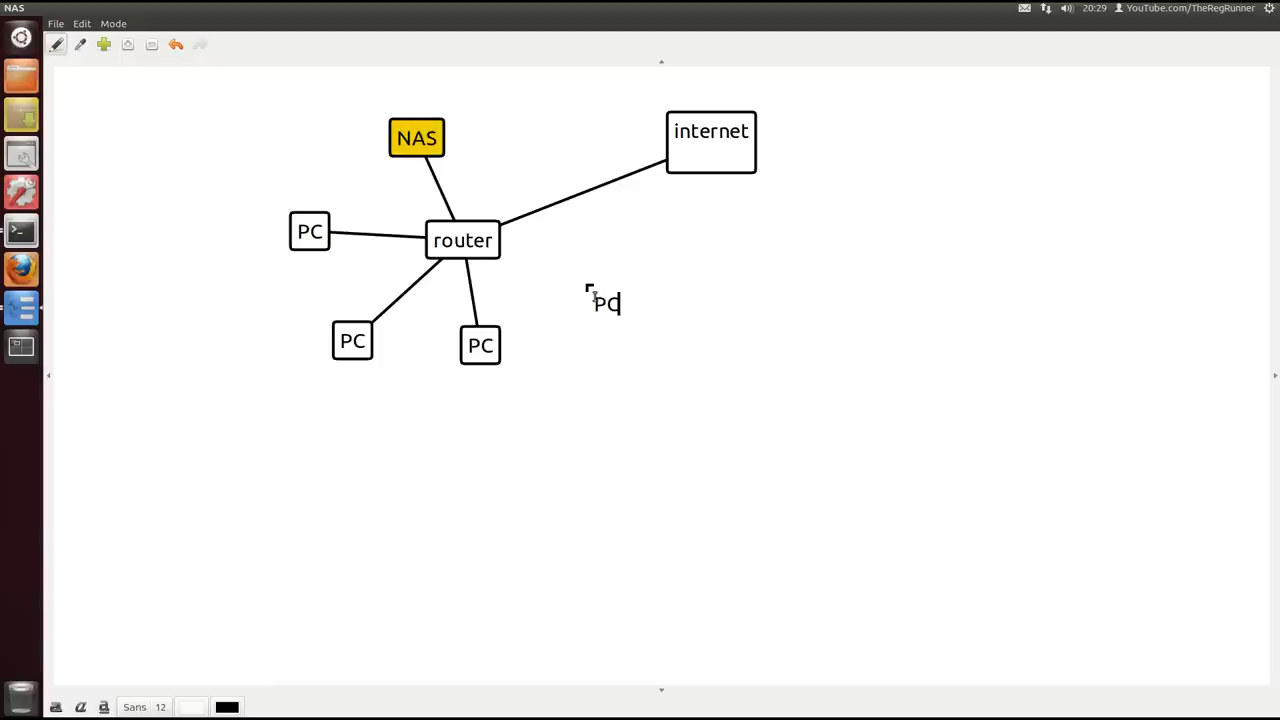 NAS
20:29 YouTube.com/TheRegRunner
File Edit Mode
NAS
internet
PC
router
PC
PC
PC
Sans 12